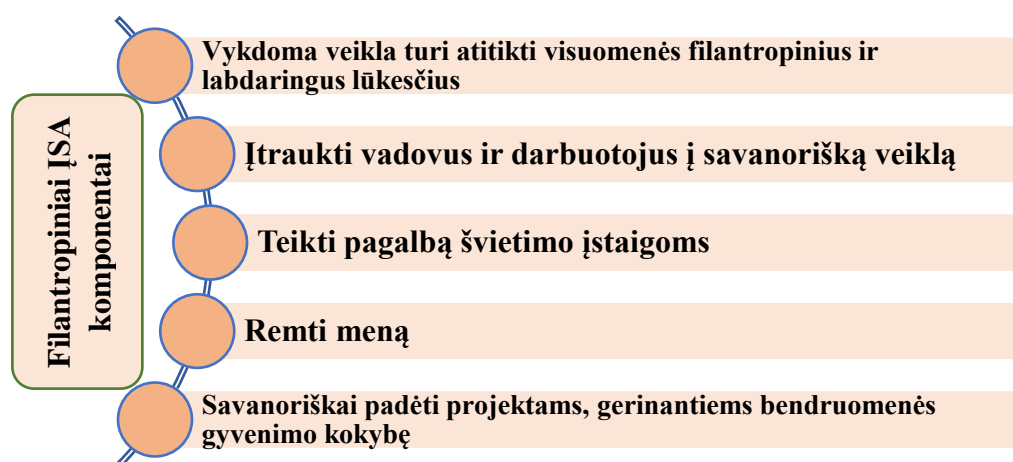 Filantropiniai ĮSA
komponentai
Vykdoma veikla turi atitikti visuomenės filantropinius ir
labdaringus lūkesčius
Įtraukti vadovus ir darbuotojus į savanorišką veiklą
Teikti pagalbą švietimo įstaigoms
Remti meną
Savanoriškai padėti projektams, gerinantiems bendruomenės
gyvenimo kokybę